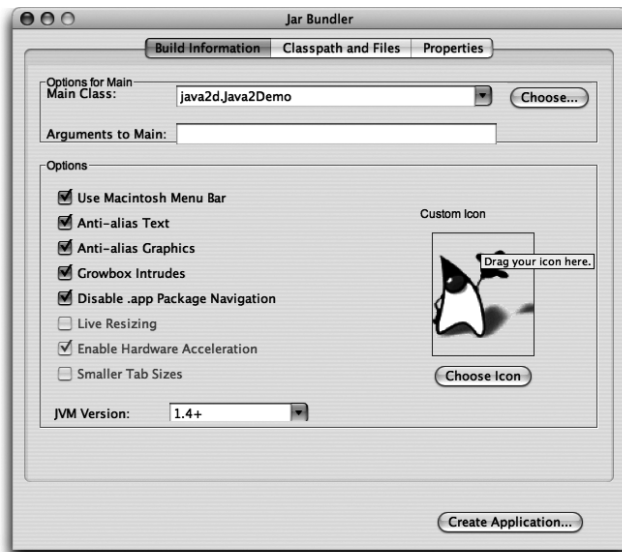 Jar Bundler
Build Information Classpath and Files Properties
Options for Main
Main Class: java2d.Java2Demo Choose...
Arguments to Main:
Options
Use Macintosh Menu Bar
Anti-alias Text
Custom Icon
Anti-alias Graphics
Drag your icon here.
Growbox Intrudes
Disable .app Package Navigation
Live Resizing
Enable Hardware Acceleration
Smaller Tab Sizes
Choose Icon
JVM Version: 1.4+
Create Application...